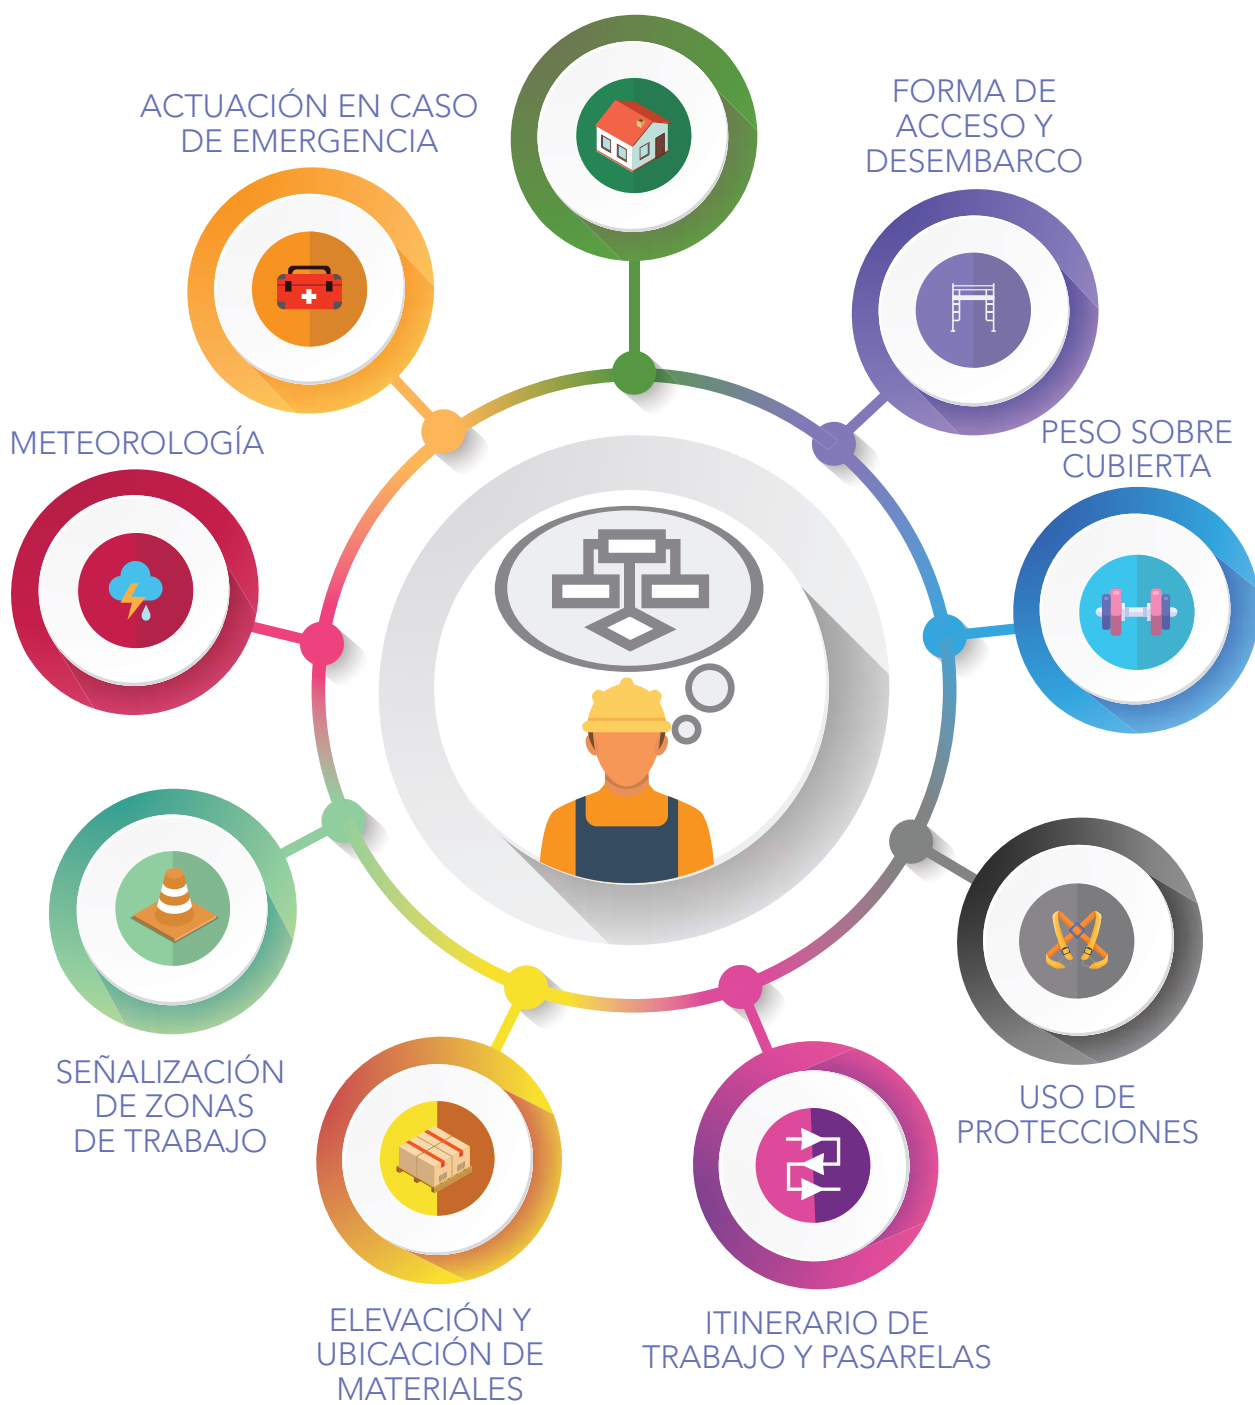 ACTUACIÓN EN CASO
DE EMERGENCIA
FORMA DE
ACCESO Y
DESEMBARCO
METEOROLOGÍA
PESO SOBRE
CUBIERTA
SEÑALIZACIÓN
DE ZONAS
DE TRABAJO
USO DE
PROTECCIONES
ELEVACIÓN Y
UBICACIÓN DE
MATERIALES
ITINERARIO DE
TRABAJO Y PASARELAS